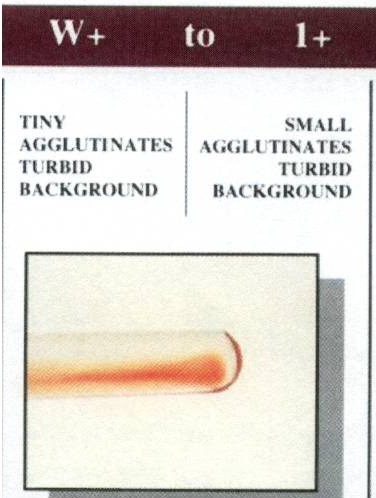 W+ to 1+
TINY
AGGLUTINATES
TURBID
BACKGROUND
SMALL
AGGLUTINATES
TURBID
BACKGROUND